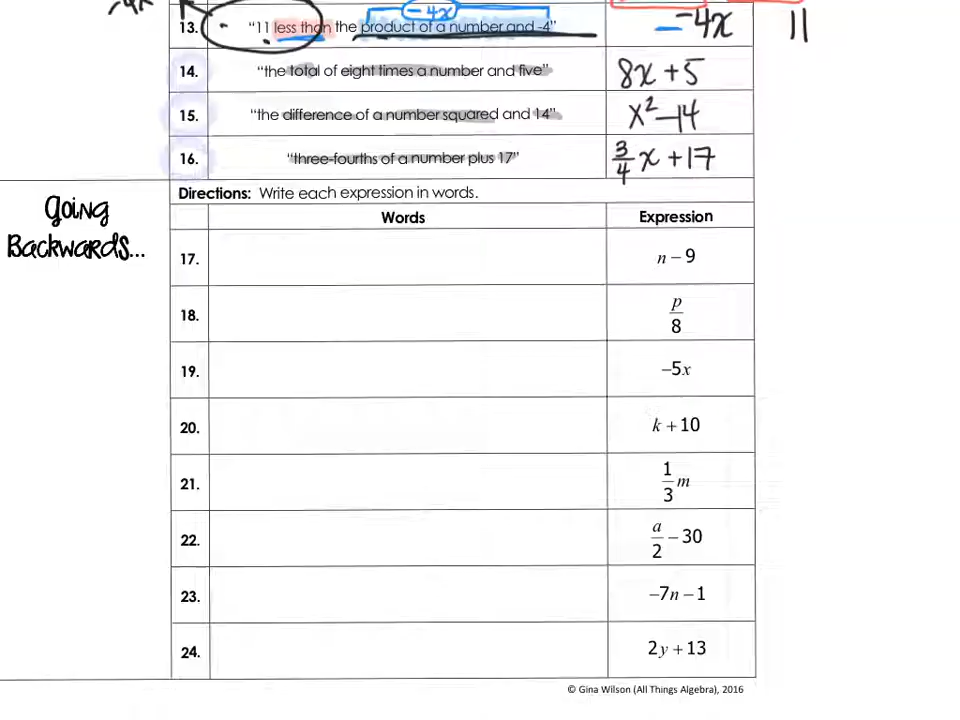 -4x
-4x
13. "11 less than the product of a number and -4" -4x 11
14. "the total of eight times a number and five" 8x + 5
15. "the difference of a number squared and 14" x² - 14
16. "three-fourths of a number plus 17" 3/4 x + 17
Directions: Write each expression in words.
Going
Backwards...
Words Expression
17. n – 9
18. p/8
19. –5x
20. k + 10
21. 1/3 m
22. a/2 – 30
23. –7n – 1
24. 2y + 13
© Gina Wilson (All Things Algebra), 2016